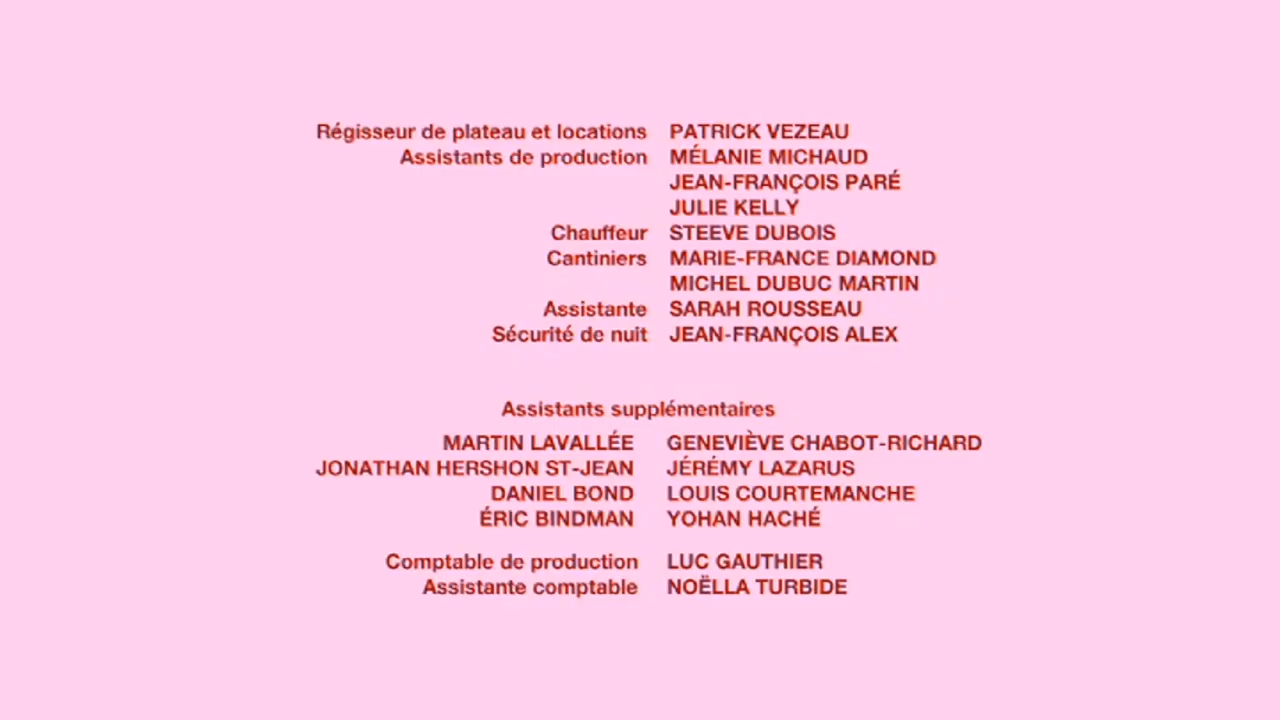 Régisseur de plateau et locations PATRICK VEZEAU
Assistants de production MÉLANIE MICHAUD
JEAN-FRANÇOIS PARÉ
JULIE KELLY
Chauffeur STEEVE DUBOIS
Cantiniers MARIE-FRANCE DIAMOND
MICHEL DUBUC MARTIN
Assistante SARAH ROUSSEAU
Sécurité de nuit JEAN-FRANÇOIS ALEX
Assistants supplémentaires
MARTIN LAVALLÉE GENEVIÈVE CHABOT-RICHARD
JONATHAN HERSHON ST-JEAN JÉRÉMY LAZARUS
DANIEL BOND LOUIS COURTEMANCHE
ÉRIC BINDMAN YOHAN HACHÉ
Comptable de production LUC GAUTHIER
Assistante comptable NOËLLA TURBIDE